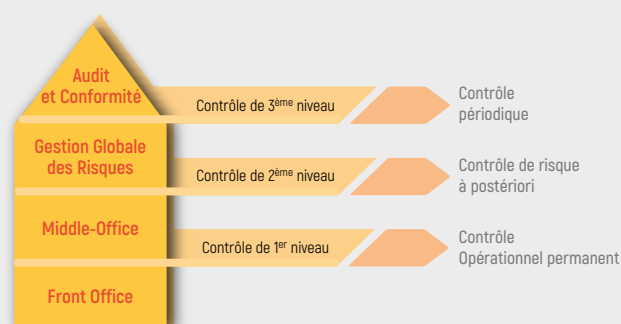 Audit
et Conformité
Contrôle de 3ème niveau
Contrôle
périodique
Gestion Globale
des Risques
Contrôle de 2ème niveau
Contrôle de risque
à postériori
Middle-Office
Contrôle de 1er niveau
Contrôle
Opérationnel permanent
Front Office